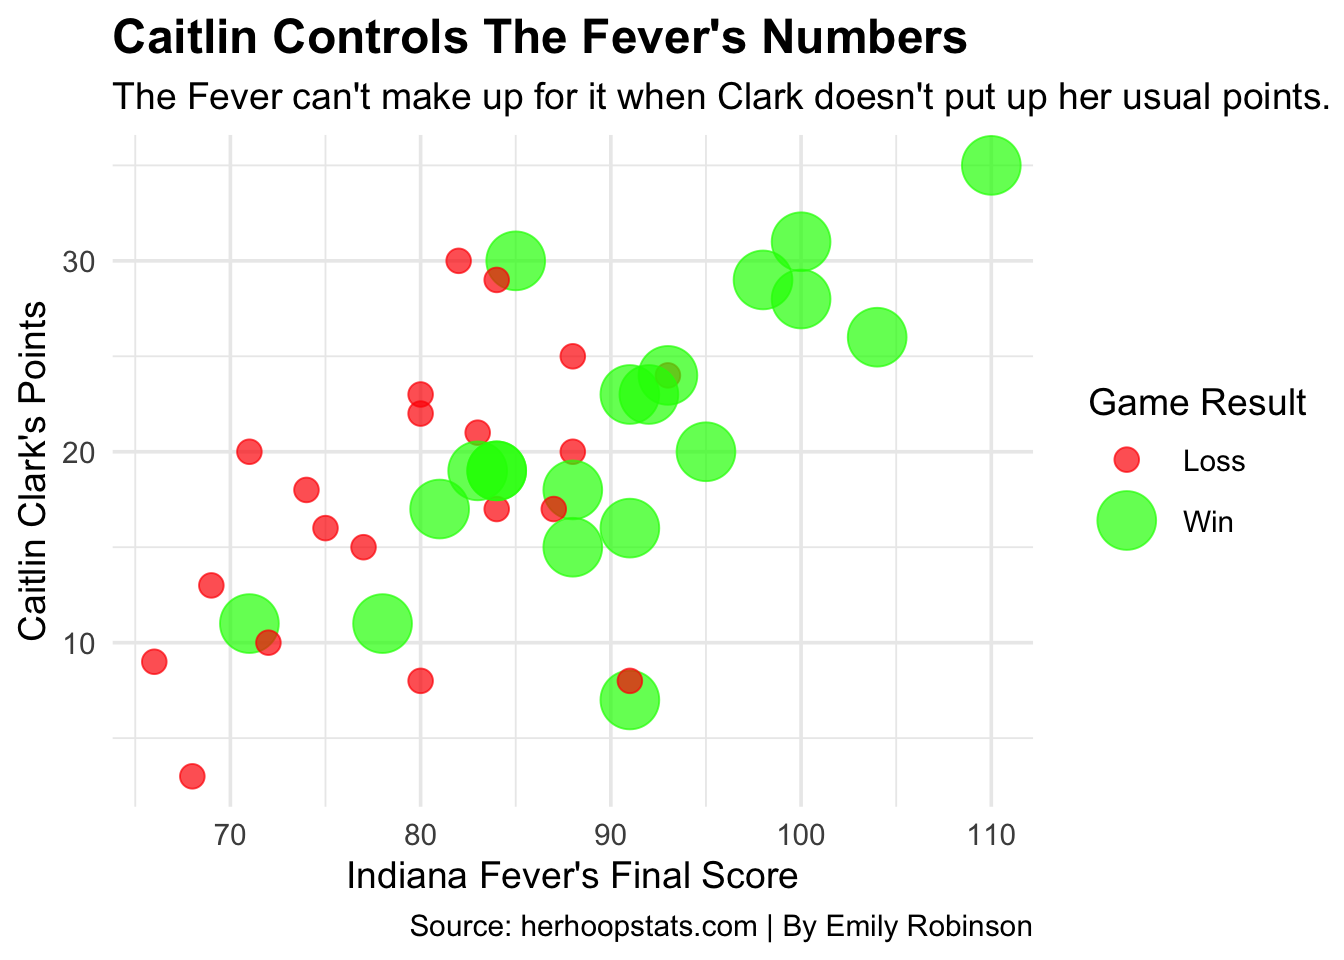 Caitlin Controls The Fever's Numbers
The Fever can't make up for it when Clark doesn't put up her usual points.
Caitlin Clark's Points
30
20
10
70 80 90 100 110
Indiana Fever's Final Score
Game Result
Loss
Win
Source: herhoopstats.com | By Emily Robinson